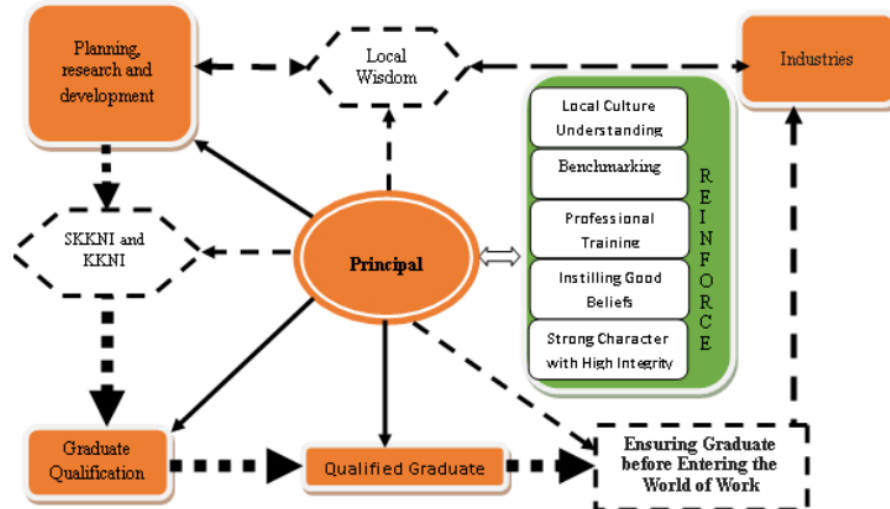 Planning,
research and
development
Local
Wisdom
Industries
Local Culture
Understanding
Benchmarking
Professional
Training
Instilling Good
Beliefs
Strong Character
with High Integrity
REINFORCE
SKKNI and
KKNI
Principal
Graduate
Qualification
Qualified Graduate
Ensuring Graduate
before Entering the
World of Work